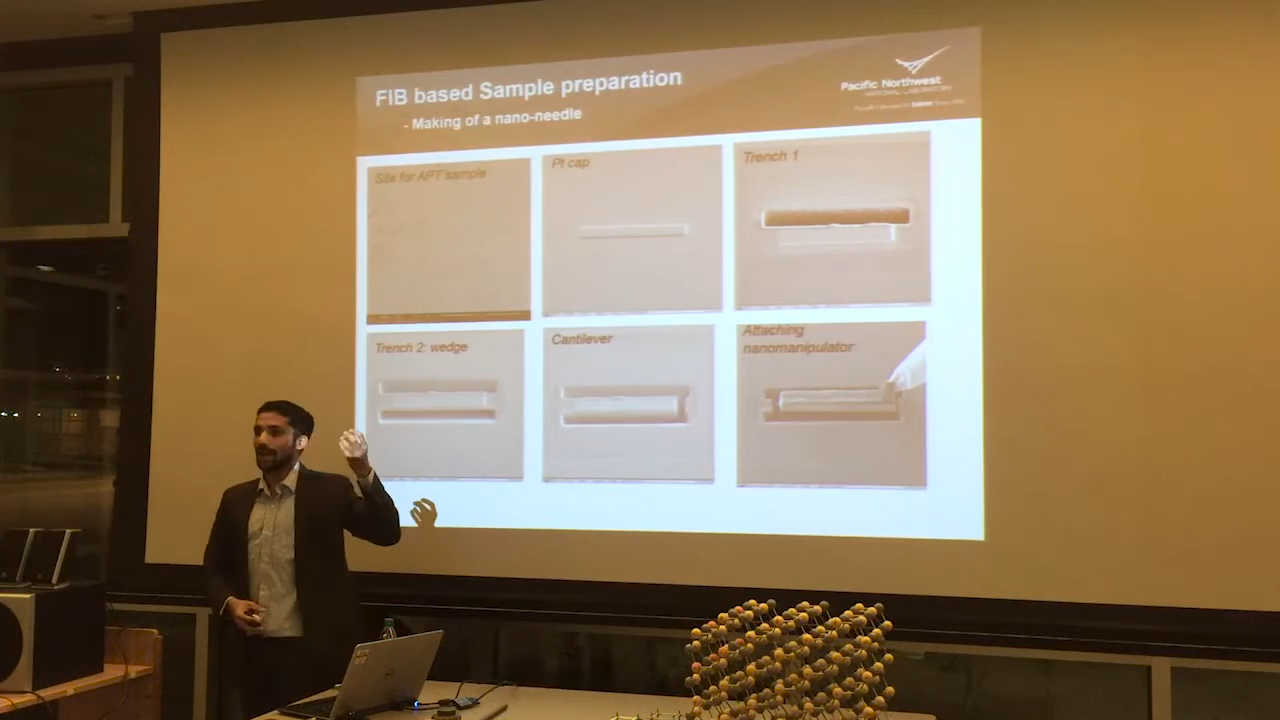 FIB based Sample preparation
- Making of a nano-needle
Pacific Northwest
NATIONAL LABORATORY
Site for APT sample
Pt cap
Trench 1
Trench 2: wedge
Cantilever
Attaching
nanomanipulator